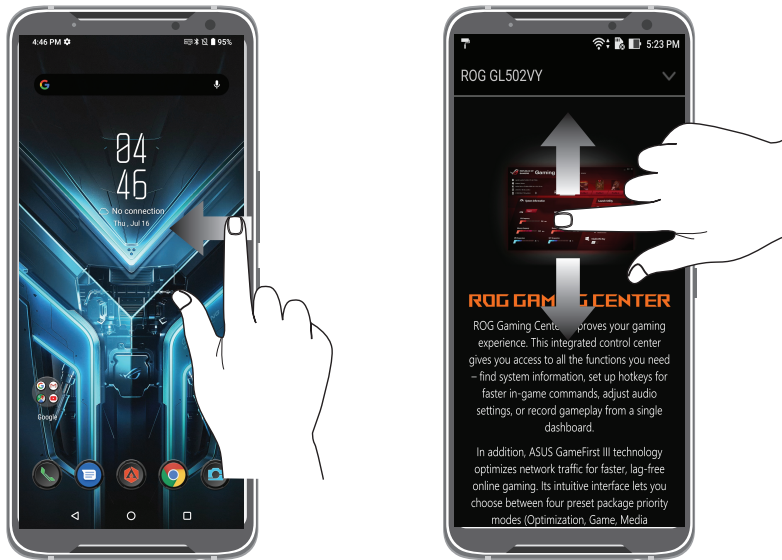 4:46 PM
95%
04
46
No connection
Thu, Jul 16
Google
5:23 PM
ROG GL502VY
Gaming
ROG GAM G CENTER
ROG Gaming Cente proves your gaming
experience. This integrated control center
gives you access to all the functions you need
– find system information, set up hotkeys for
faster in-game commands, adjust audio
settings, or record gameplay from a single
dashboard.
In addition, ASUS GameFirst III technology
optimizes network traffic for faster, lag-free
online gaming. Its intuitive interface lets you
choose between four preset package priority
modes (Optimization, Game, Media